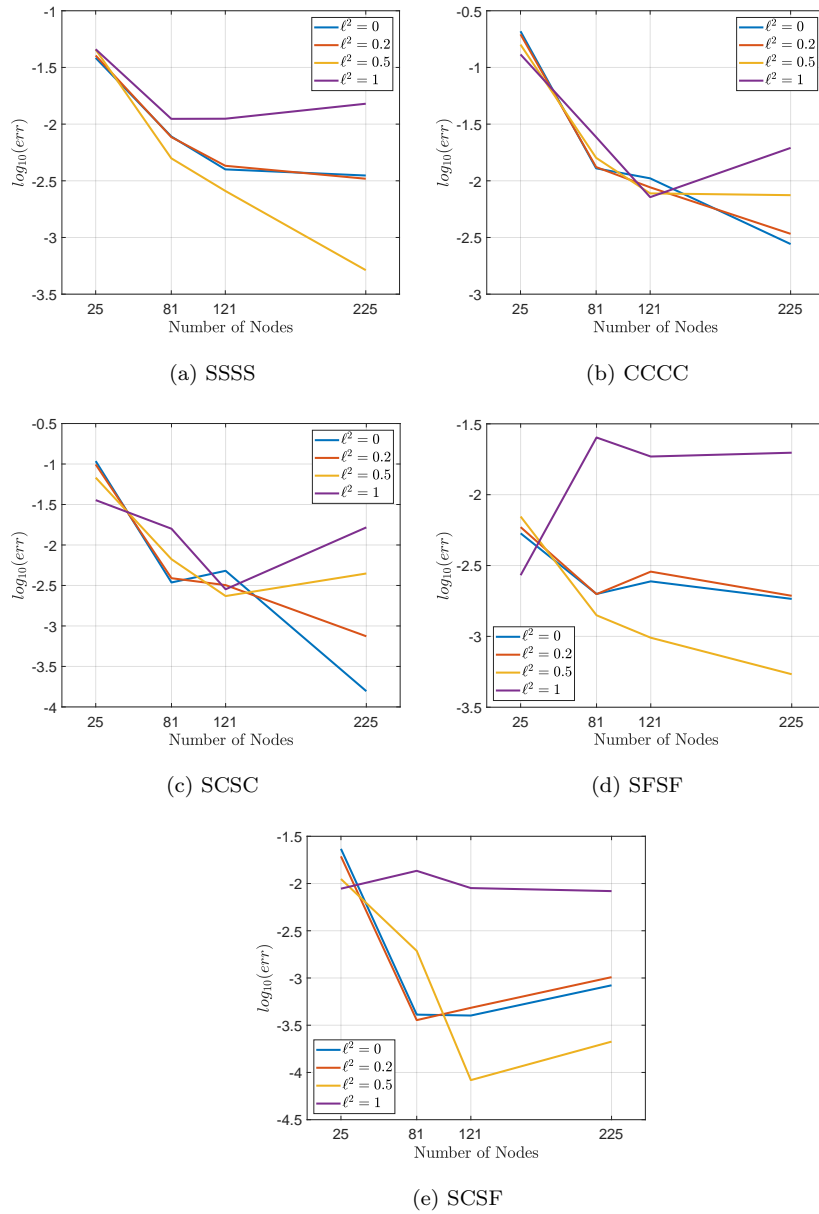 -1
-1.5
-2
-2.5
-3
-3.5
log₁₀(err)
25
81
121
225
Number of Nodes
ℓ² = 0
ℓ² = 0.2
ℓ² = 0.5
ℓ² = 1
(a) SSSS
-0.5
-1
-1.5
-2
-2.5
-3
log₁₀(err)
25
81
121
225
Number of Nodes
ℓ² = 0
ℓ² = 0.2
ℓ² = 0.5
ℓ² = 1
(b) CCCC
-0.5
-1
-1.5
-2
-2.5
-3
-3.5
-4
log₁₀(err)
25
81
121
225
Number of Nodes
ℓ² = 0
ℓ² = 0.2
ℓ² = 0.5
ℓ² = 1
(c) SCSC
-1.5
-2
-2.5
-3
-3.5
log₁₀(err)
25
81
121
225
Number of Nodes
ℓ² = 0
ℓ² = 0.2
ℓ² = 0.5
ℓ² = 1
(d) SFSF
-1.5
-2
-2.5
-3
-3.5
-4
-4.5
log₁₀(err)
25
81
121
225
Number of Nodes
ℓ² = 0
ℓ² = 0.2
ℓ² = 0.5
ℓ² = 1
(e) SCSF